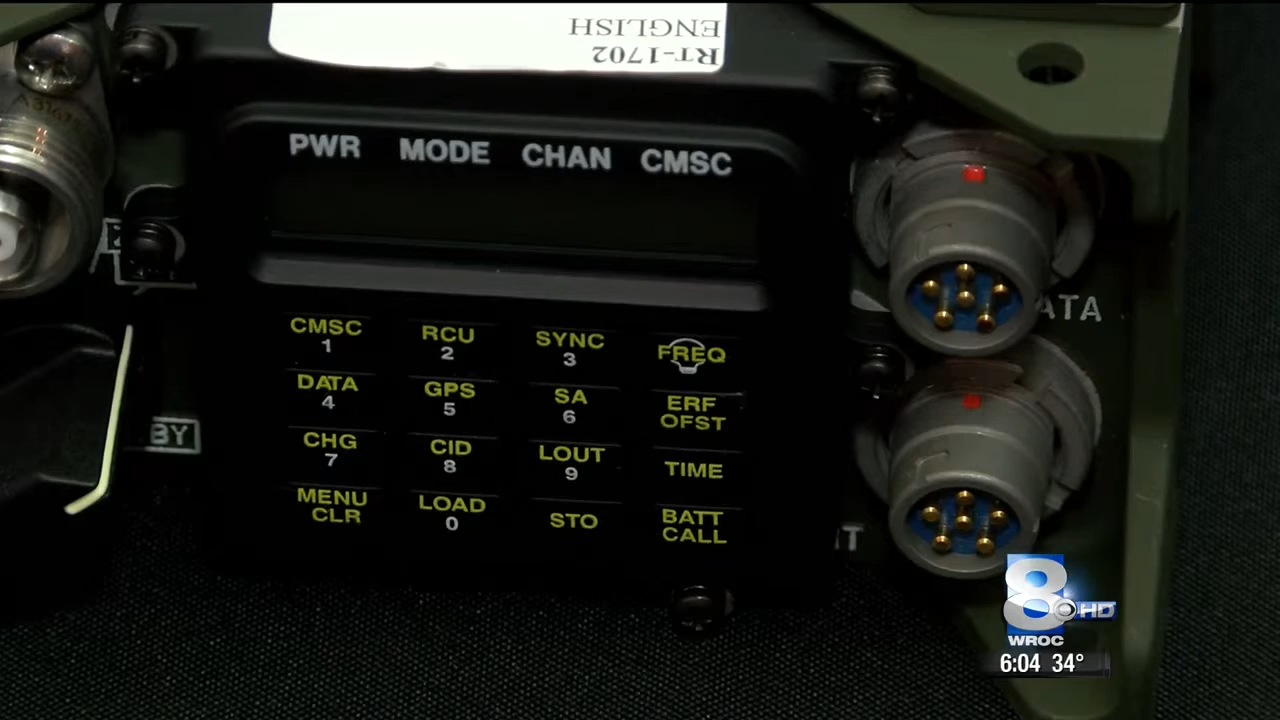 RT-1702
ENGLISH
PWR MODE CHAN CMSC
CMSC RCU SYNC FREQ
1 2 3
DATA GPS SA ERF
4 5 6 OFST
CHG CID LOUT TIME
7 8 9
MENU LOAD STO BATT
CLR 0 CALL
ATA
BY
8 HD
WROC
6:04 34°